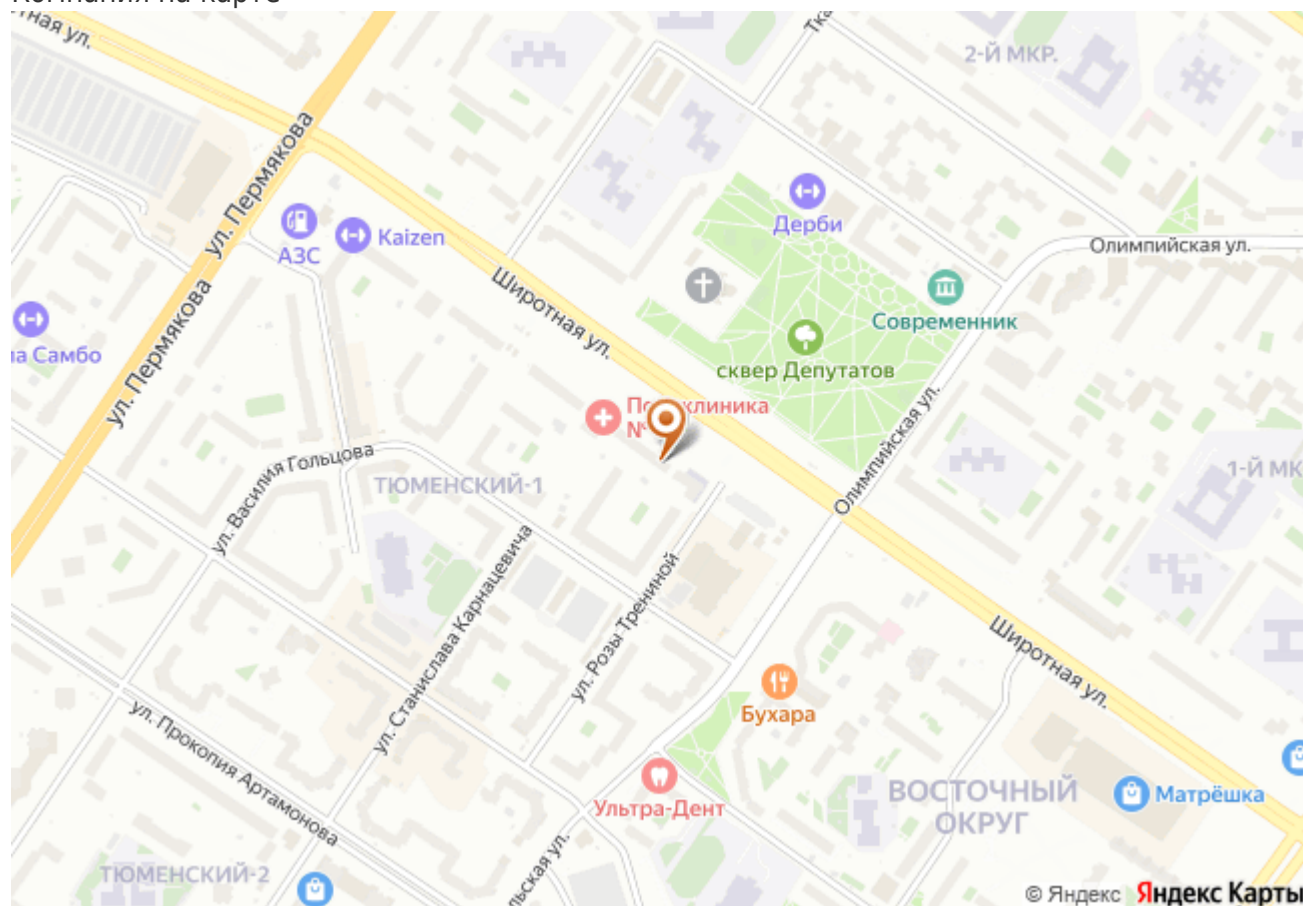 ул. Пермякова
2-Й МКР.
АЗС
Kaizen
Дерби
Олимпийская ул.
ул. Пермякова
Широтная ул.
Современник
сквер Депутатов
Самбо
Олимпийская ул.
ул. Василия Гольцова
ТЮМЕНСКИЙ-1
ул. Станислава Карнацевича
ул. Розы Трениной
Широтная ул.
Бухара
ул. Прокопия Артамонова
Ультра-Дент
ВОСТОЧНЫЙ
ОКРУГ
Матрёшка
ТЮМЕНСКИЙ-2
© Яндекс Яндекс Карты